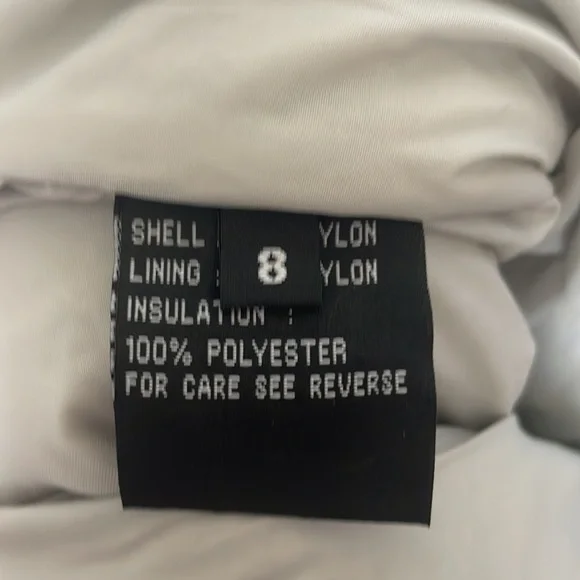 SHELL YLON
8
LINING : YLON
INSULATION :
100% POLYESTER
FOR CARE SEE REVERSE